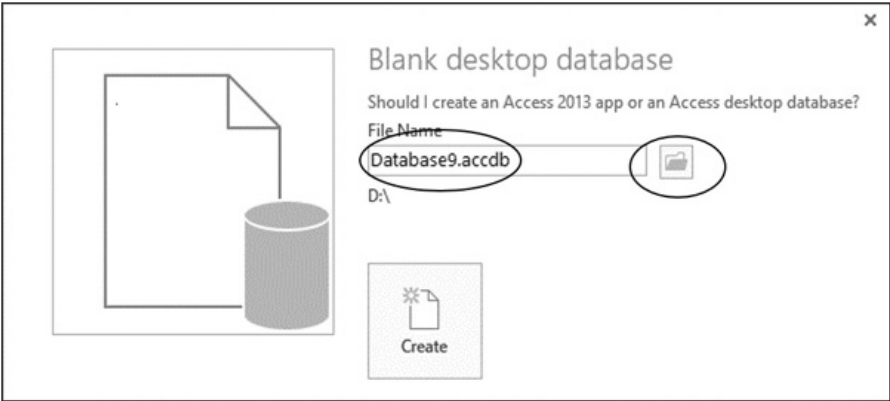 Blank desktop database
Should I create an Access 2013 app or an Access desktop database?
File Name
Database9.accdb
D:\
Create